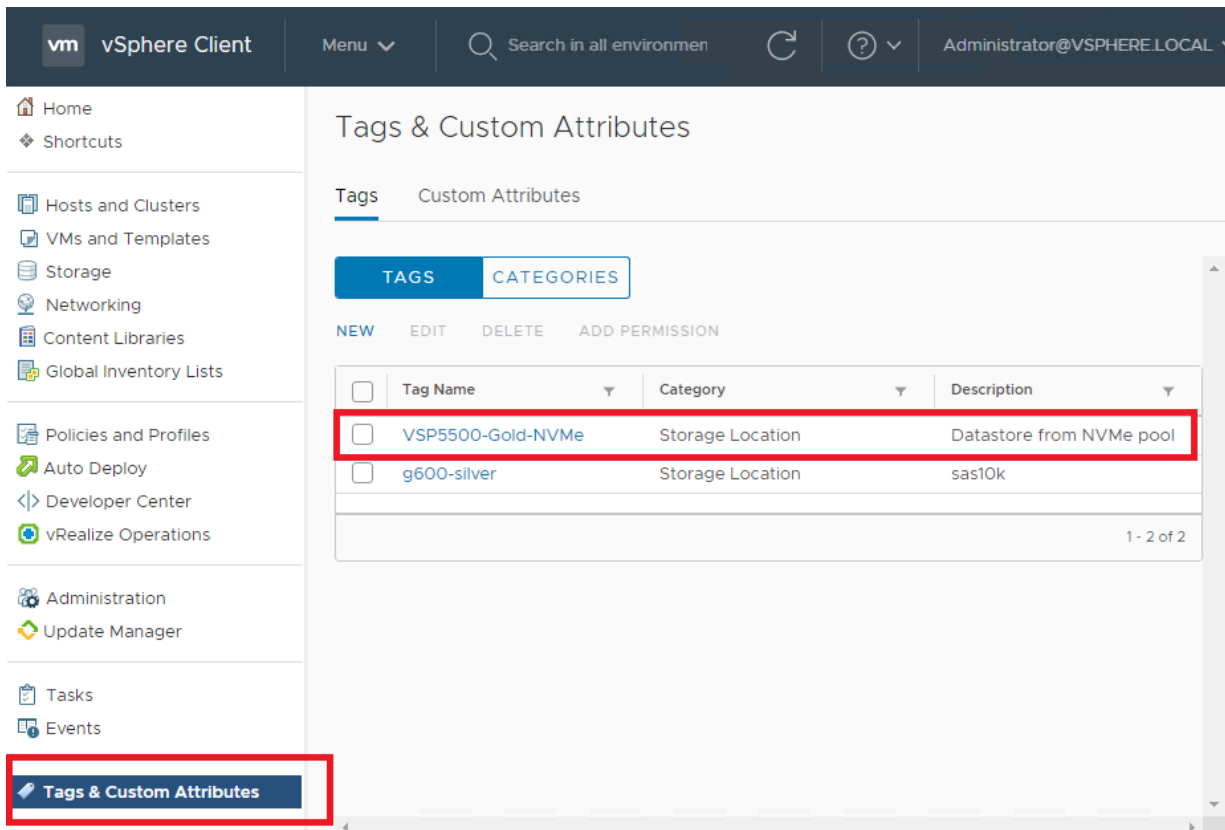 vm vSphere Client Menu Search in all environmen ? Administrator@VSPHERE.LOCAL
Home
Shortcuts
Hosts and Clusters
VMs and Templates
Storage
Networking
Content Libraries
Global Inventory Lists
Policies and Profiles
Auto Deploy
Developer Center
vRealize Operations
Administration
Update Manager
Tasks
Events
Tags & Custom Attributes
Tags & Custom Attributes
Tags Custom Attributes
TAGS CATEGORIES
NEW EDIT DELETE ADD PERMISSION
Tag Name Category Description
VSP5500-Gold-NVMe Storage Location Datastore from NVMe pool
g600-silver Storage Location sas10k
1 - 2 of 2